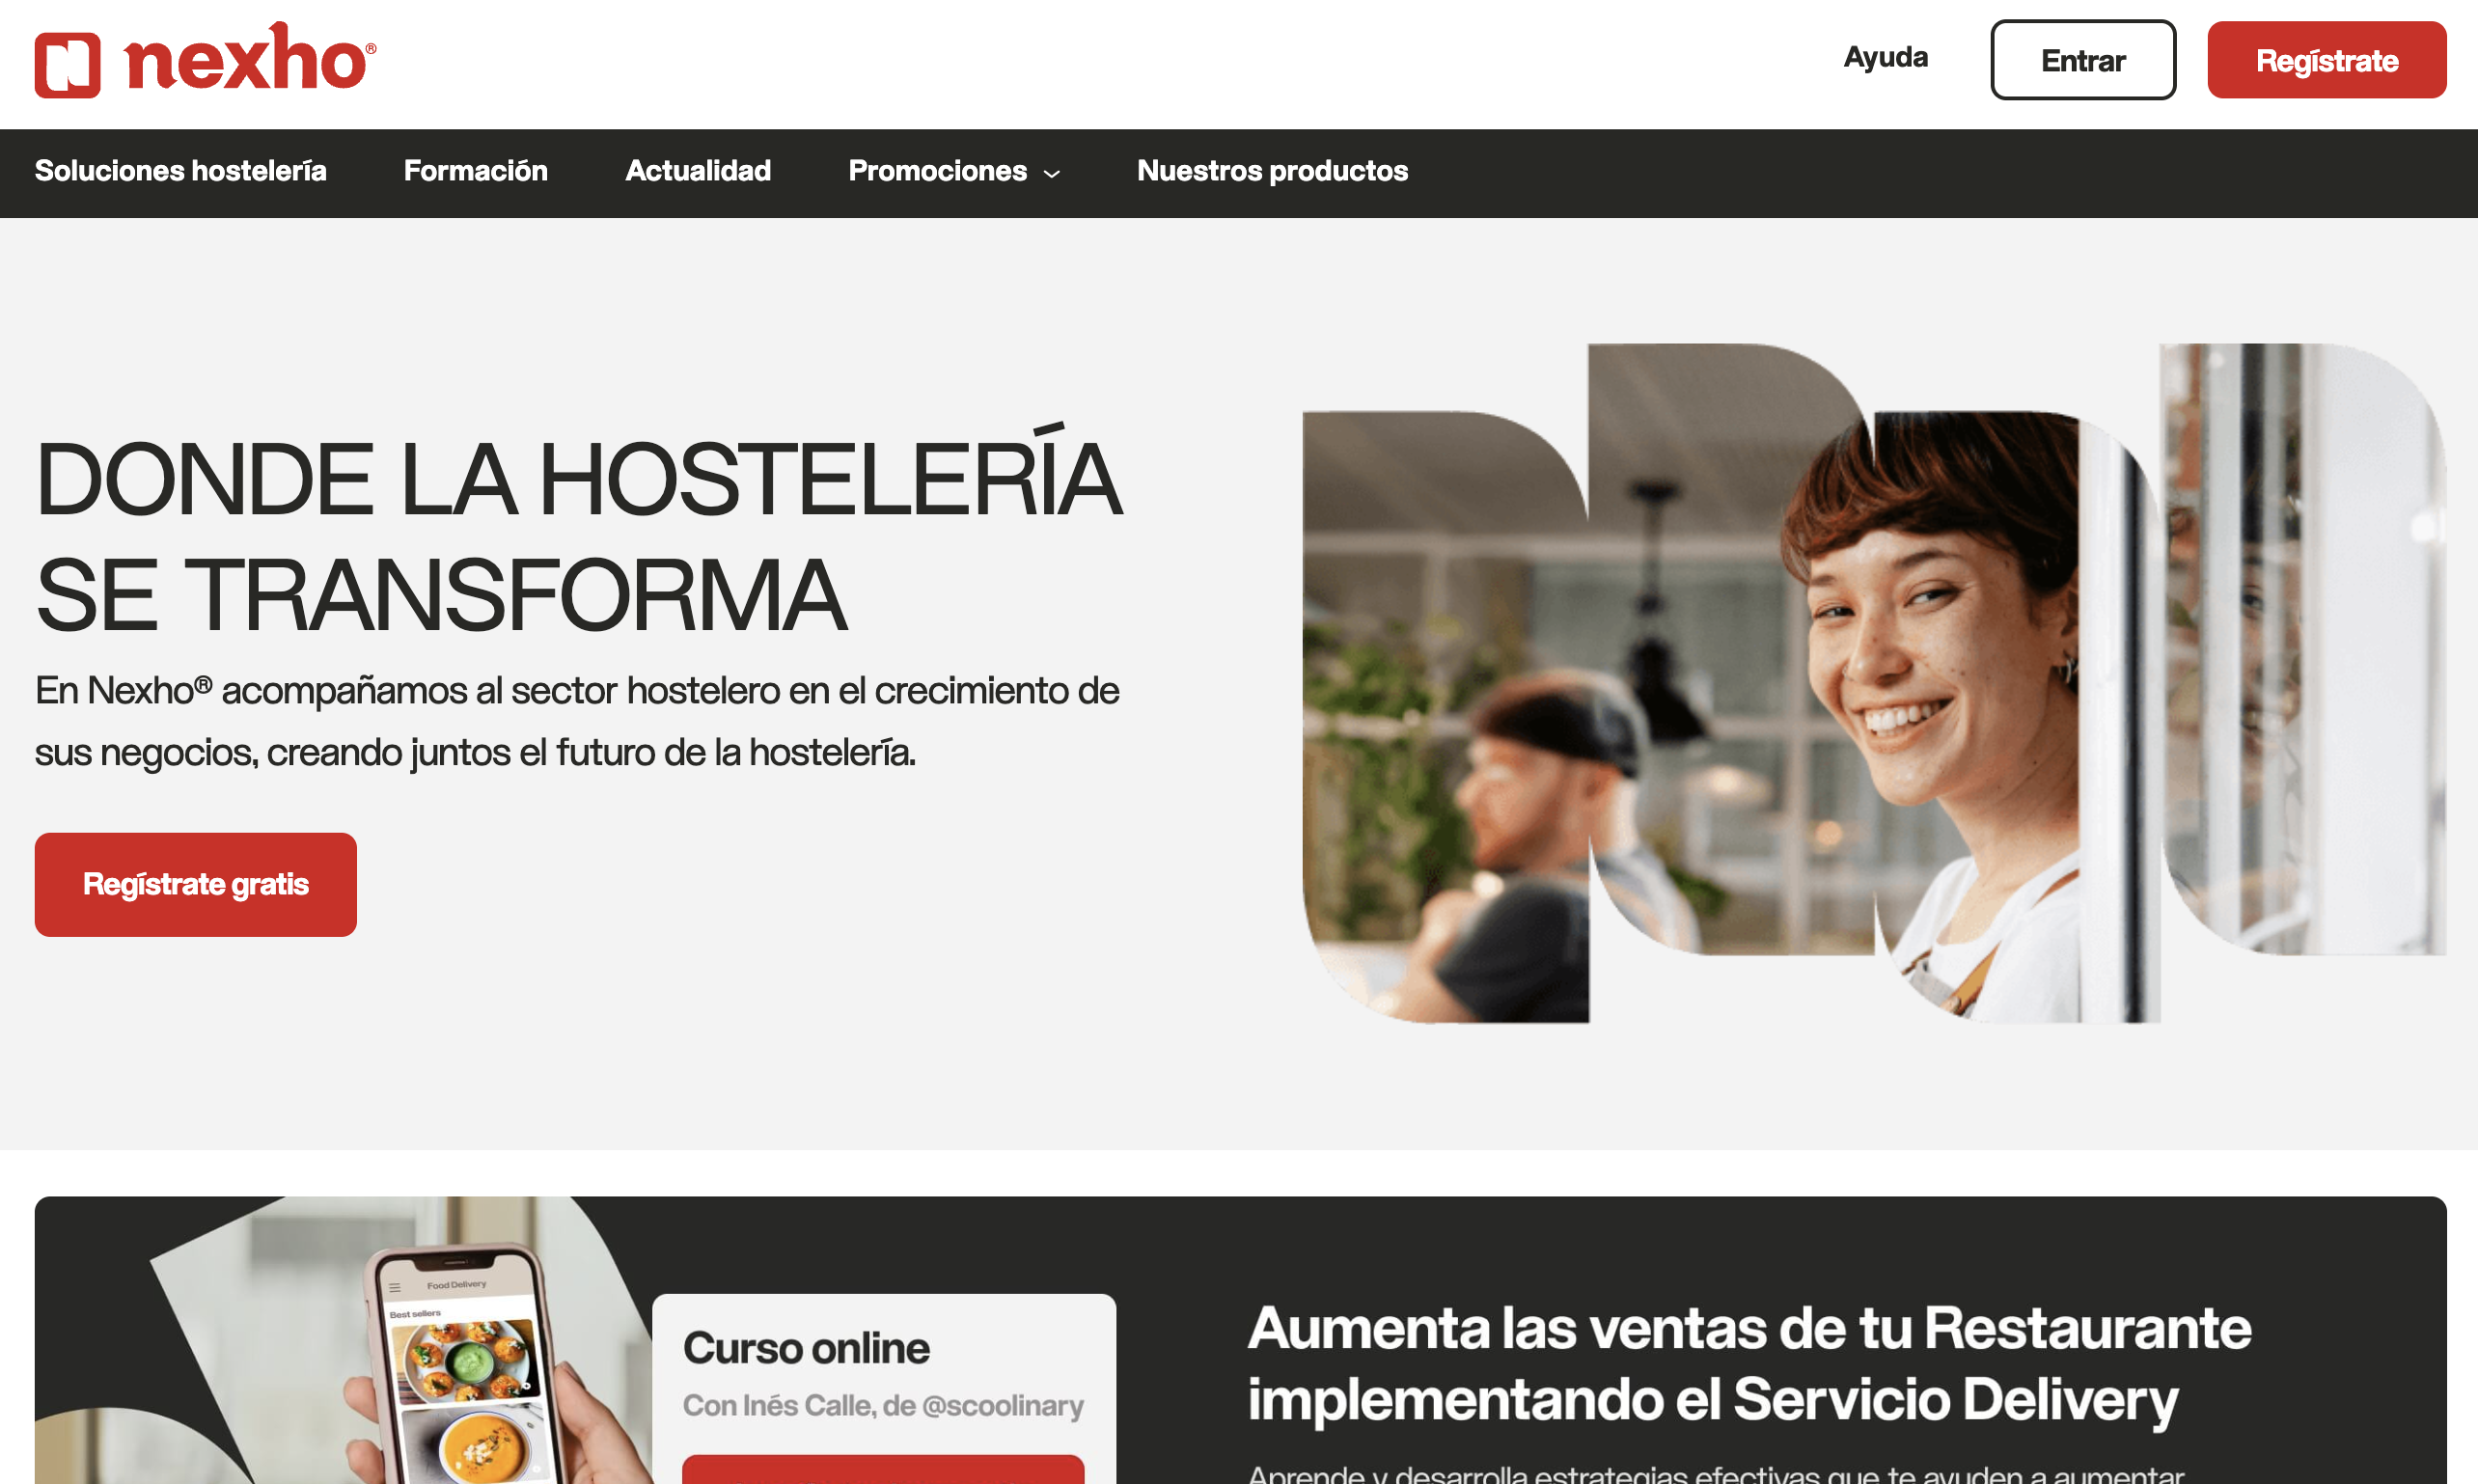 nexho®
Ayuda
Entrar
Regístrate
Soluciones hostelería
Formación
Actualidad
Promociones
Nuestros productos
DONDE LA HOSTELERÍA
SE TRANSFORMA
En Nexho® acompañamos al sector hostelero en el crecimiento de
sus negocios, creando juntos el futuro de la hostelería.
Regístrate gratis
Food Delivery
Best sellers
Curso online
Con Inés Calle, de @scoolinary
Aumenta las ventas de tu Restaurante
implementando el Servicio Delivery
Aprende y desarrolla estrategias efectivas que te ayuden a aumentar